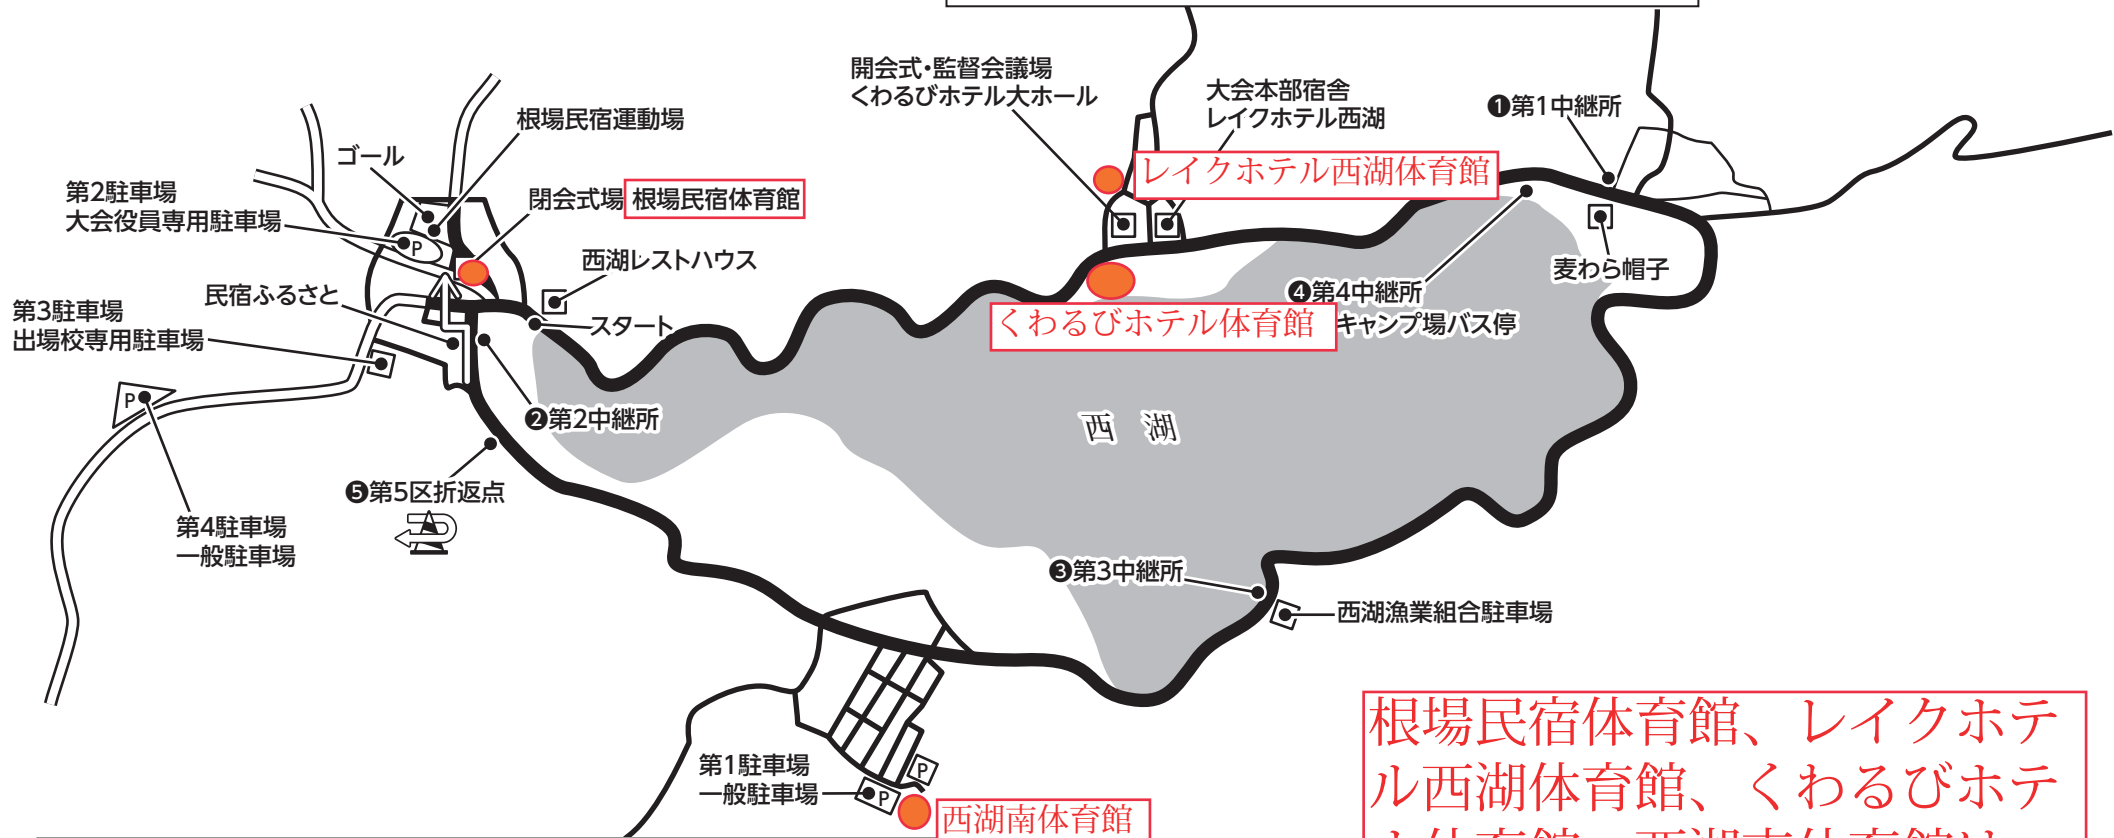 開会式・監督会議場
くわるびホテル大ホール
大会本部宿舎
レイクホテル西湖
❶第1中継所
根場民宿運動場
ゴール
第2駐車場
大会役員専用駐車場
閉会式場 根場民宿体育館
レイクホテル西湖体育館
P
西湖レストハウス
麦わら帽子
民宿ふるさと
第3駐車場
出場校専用駐車場
スタート
くわるびホテル体育館
❹第4中継所
キャンプ場バス停
P
❷第2中継所
西 湖
❺第5区折返点
第4駐車場
一般駐車場
❸第3中継所
西湖漁業組合駐車場
第1駐車場
一般駐車場
P
P
西湖南体育館
根場民宿体育館、レイクホテ
ル西湖体育館、くわるびホテ
ル体育館、西湖南体育館は